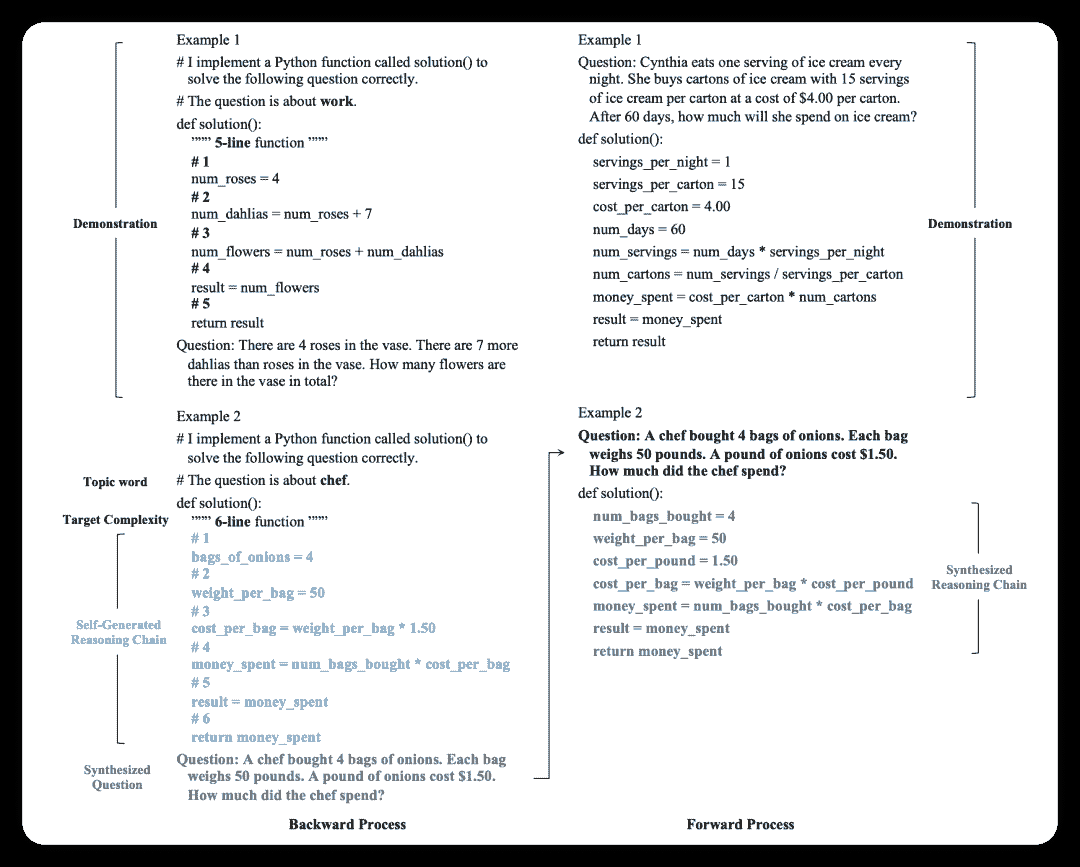 Example 1
# I implement a Python function called solution() to
solve the following question correctly.
# The question is about work.
def solution():
""" 5-line function """
# 1
num_roses = 4
# 2
num_dahlias = num_roses + 7
# 3
num_flowers = num_roses + num_dahlias
# 4
result = num_flowers
# 5
return result
Question: There are 4 roses in the vase. There are 7 more
dahlias than roses in the vase. How many flowers are
there in the vase in total?
Demonstration
Example 2
# I implement a Python function called solution() to
solve the following question correctly.
Topic word
# The question is about chef.
def solution():
Target Complexity
""" 6-line function """
# 1
bags_of_onions = 4
# 2
weight_per_bag = 50
# 3
cost_per_bag = weight_per_bag * 1.50
# 4
money_spent = num_bags_bought * cost_per_bag
# 5
result = money_spent
# 6
return money_spent
Self-Generated
Reasoning Chain
Question: A chef bought 4 bags of onions. Each bag
weighs 50 pounds. A pound of onions cost $1.50.
How much did the chef spend?
Synthesized
Question
Backward Process
Example 1
Question: Cynthia eats one serving of ice cream every
night. She buys cartons of ice cream with 15 servings
of ice cream per carton at a cost of $4.00 per carton.
After 60 days, how much will she spend on ice cream?
def solution():
servings_per_night = 1
servings_per_carton = 15
cost_per_carton = 4.00
num_days = 60
num_servings = num_days * servings_per_night
num_cartons = num_servings / servings_per_carton
money_spent = cost_per_carton * num_cartons
result = money_spent
return result
Demonstration
Example 2
Question: A chef bought 4 bags of onions. Each bag
weighs 50 pounds. A pound of onions cost $1.50.
How much did the chef spend?
def solution():
num_bags_bought = 4
weight_per_bag = 50
cost_per_pound = 1.50
cost_per_bag = weight_per_bag * cost_per_pound
money_spent = num_bags_bought * cost_per_bag
result = money_spent
return money_spent
Synthesized
Reasoning Chain
Forward Process